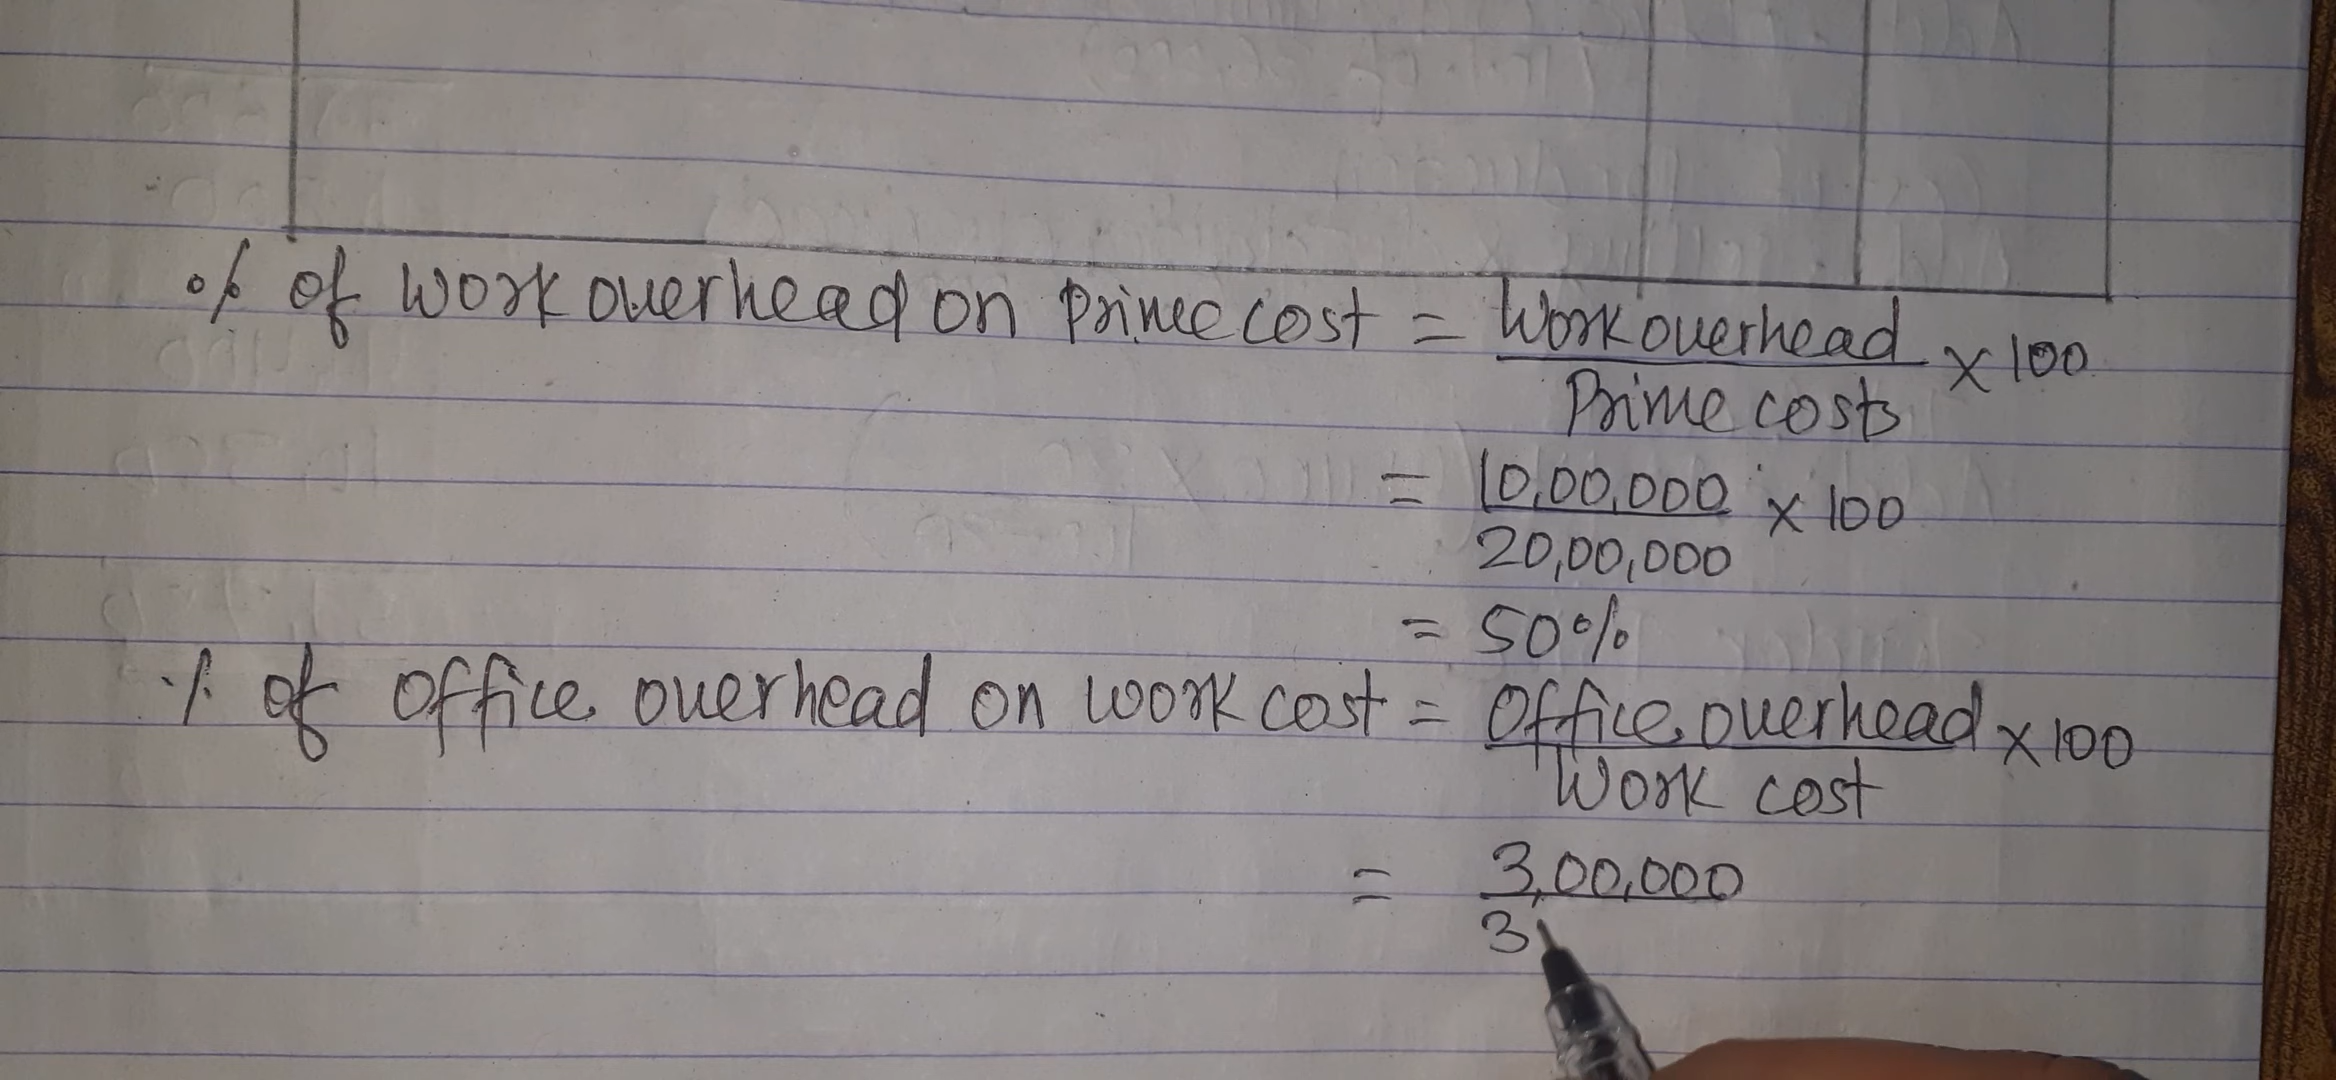 % of work overhead on prime cost = Work overhead / Prime costs × 100
= 10,00,000 / 20,00,000 × 100
= 50%
% of office overhead on work cost = Office overhead / Work cost × 100
= 3,00,000 / 3